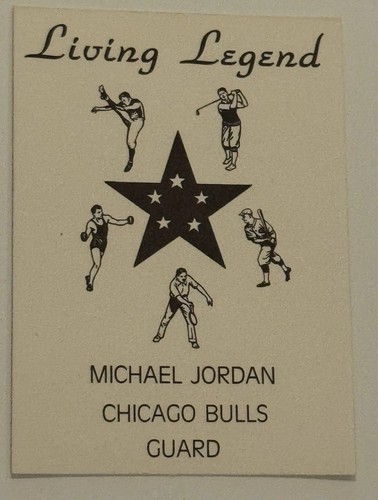 Living Legend
MICHAEL JORDAN
CHICAGO BULLS
GUARD